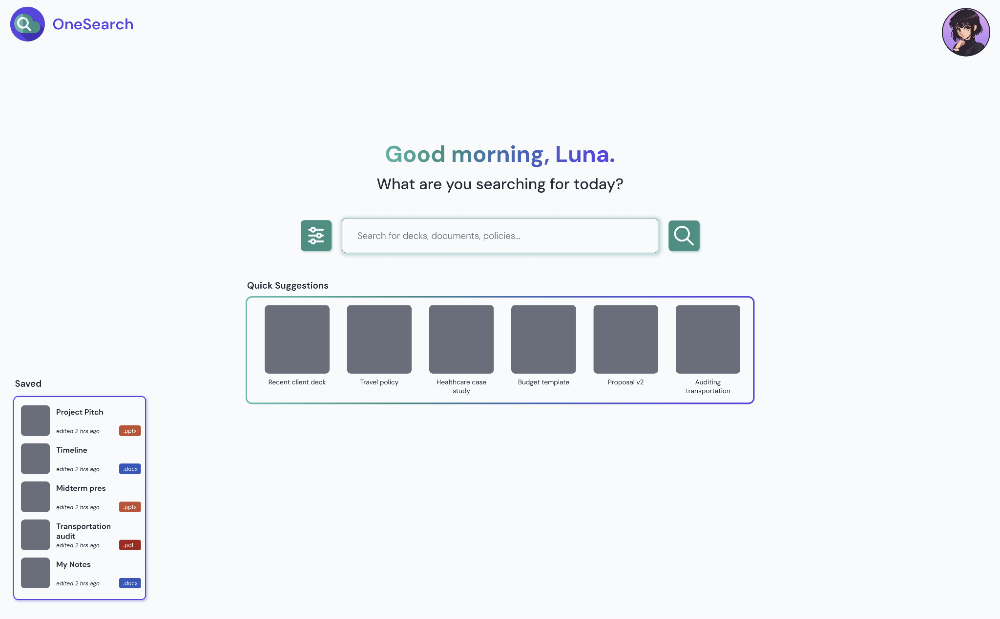 OneSearch
Good morning, Luna.
What are you searching for today?
Search for decks, documents, policies...
Quick Suggestions
Recent client deck
Travel policy
Healthcare case
study
Budget template
Proposal v2
Auditing
transportation
Saved
Project Pitch
edited 2 hrs ago
.pptx
Timeline
edited 2 hrs ago
.docx
Midterm pres
edited 2 hrs ago
.pptx
Transportation
audit
edited 2 hrs ago
.pdf
My Notes
edited 2 hrs ago
.docx